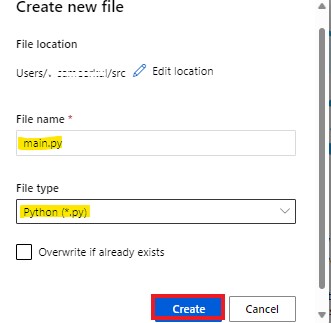 Create new file
File location
Users/. /src Edit location
File name *
main.py
File type
Python (*.py)
Overwrite if already exists
Create Cancel